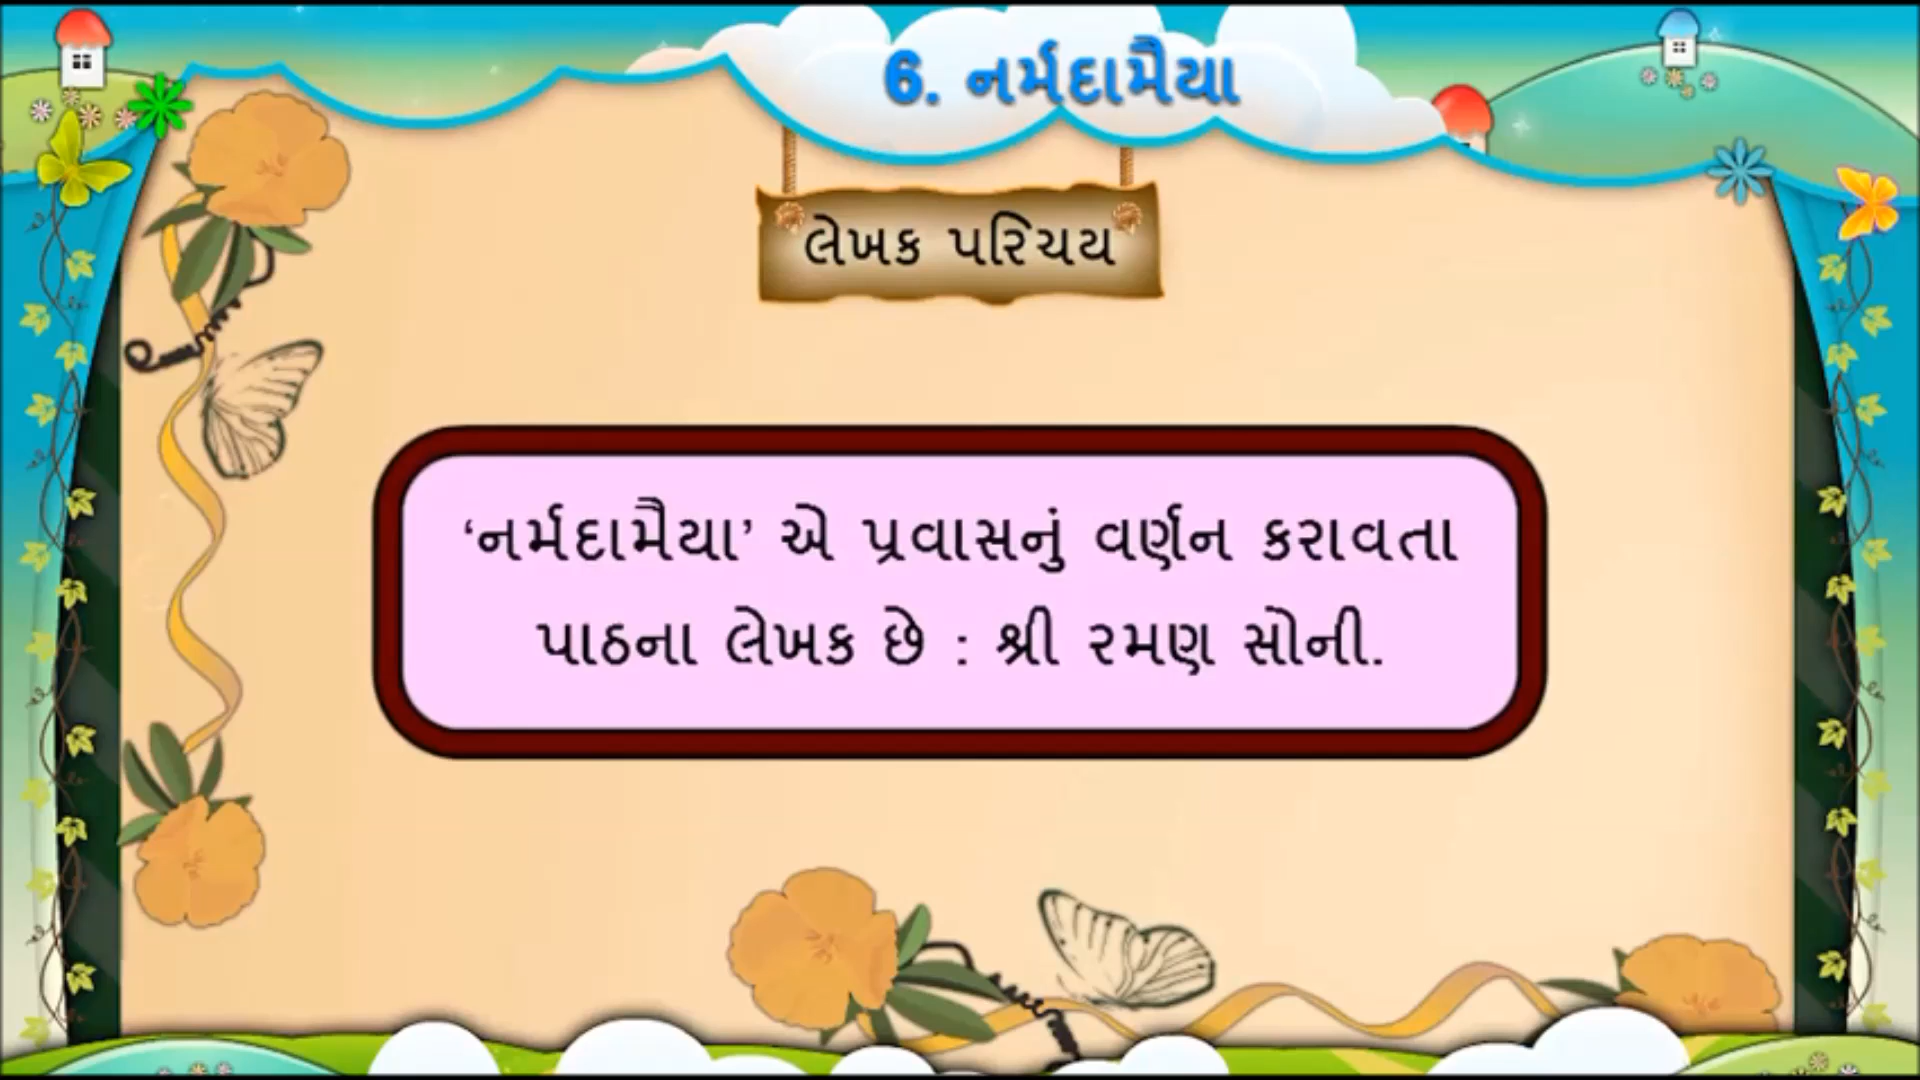 6. નર્મદામૈયા
લેખક પરિચય
‘નર્મદામૈયા’ એ પ્રવાસનું વર્ણન કરાવતા
પાઠના લેખક છે : શ્રી રમણ સોની.